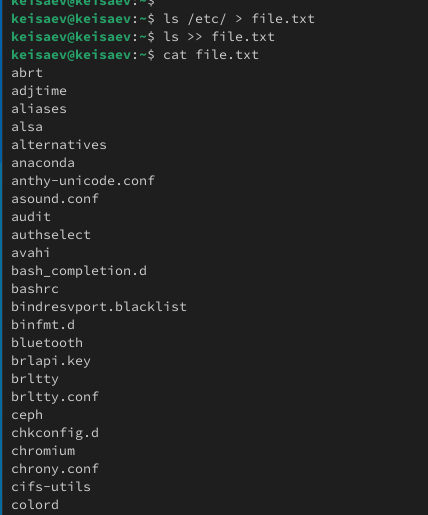 keisaev@keisaev:~$
keisaev@keisaev:~$ ls /etc/ > file.txt
keisaev@keisaev:~$ ls >> file.txt
keisaev@keisaev:~$ cat file.txt
abrt
adjtime
aliases
alsa
alternatives
anaconda
anthy-unicode.conf
asound.conf
audit
authselect
avahi
bash_completion.d
bashrc
bindresvport.blacklist
binfmt.d
bluetooth
brlapi.key
brltty
brltty.conf
ceph
chkconfig.d
chromium
chrony.conf
cifs-utils
colord